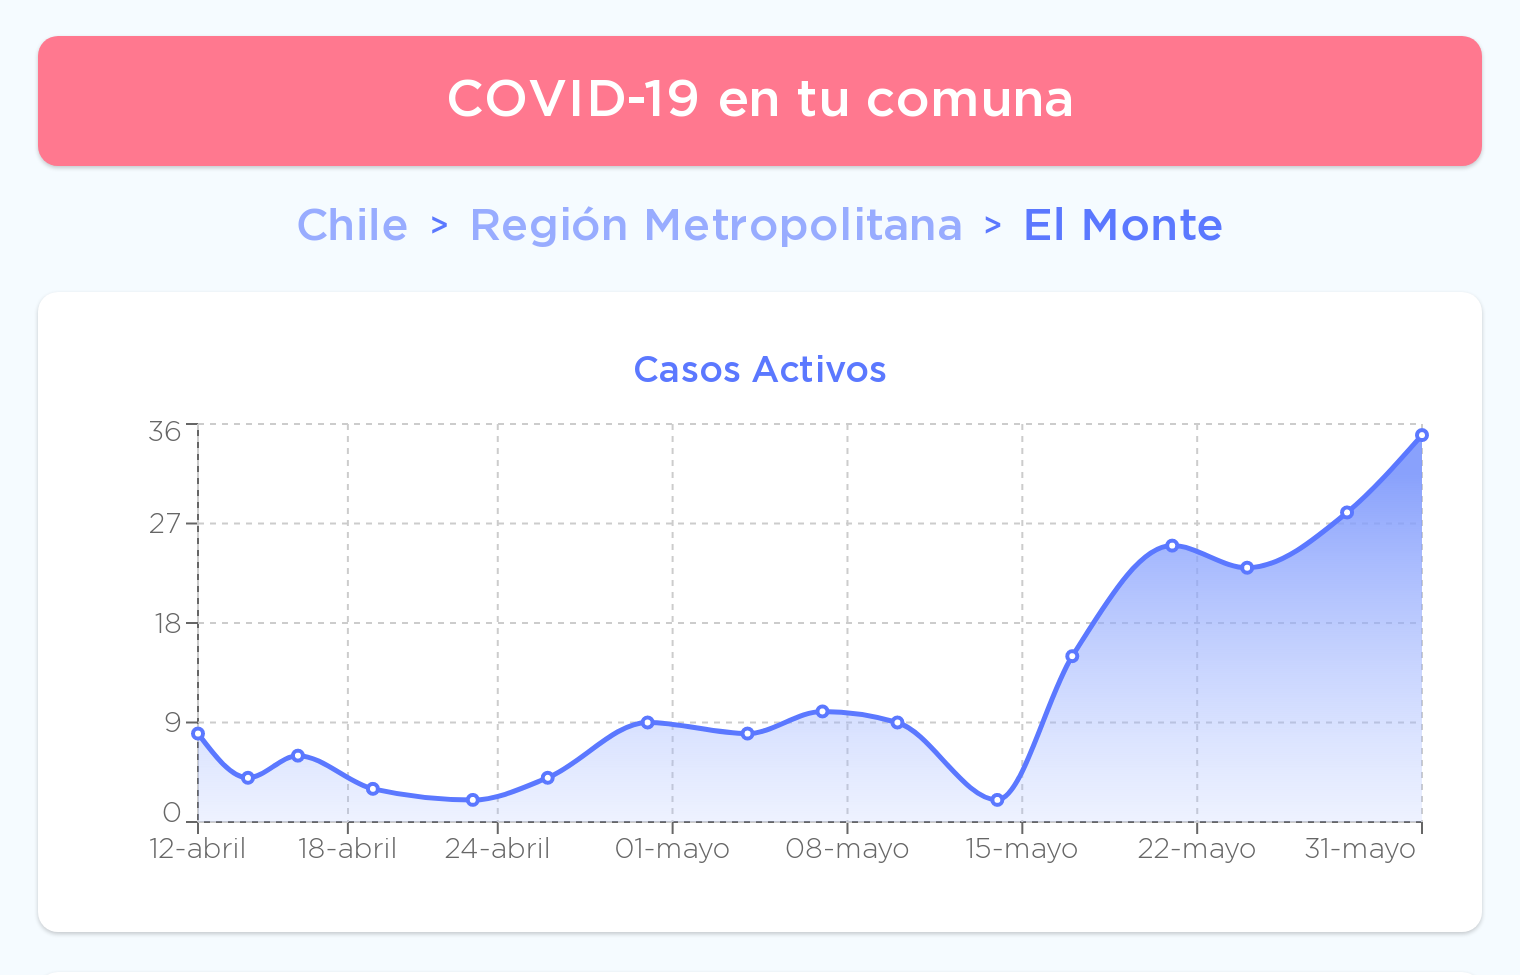 COVID-19 en tu comuna
Chile > Región Metropolitana > El Monte
Casos Activos
36
27
18
9
0
12-abril 18-abril 24-abril 01-mayo 08-mayo 15-mayo 22-mayo 31-mayo